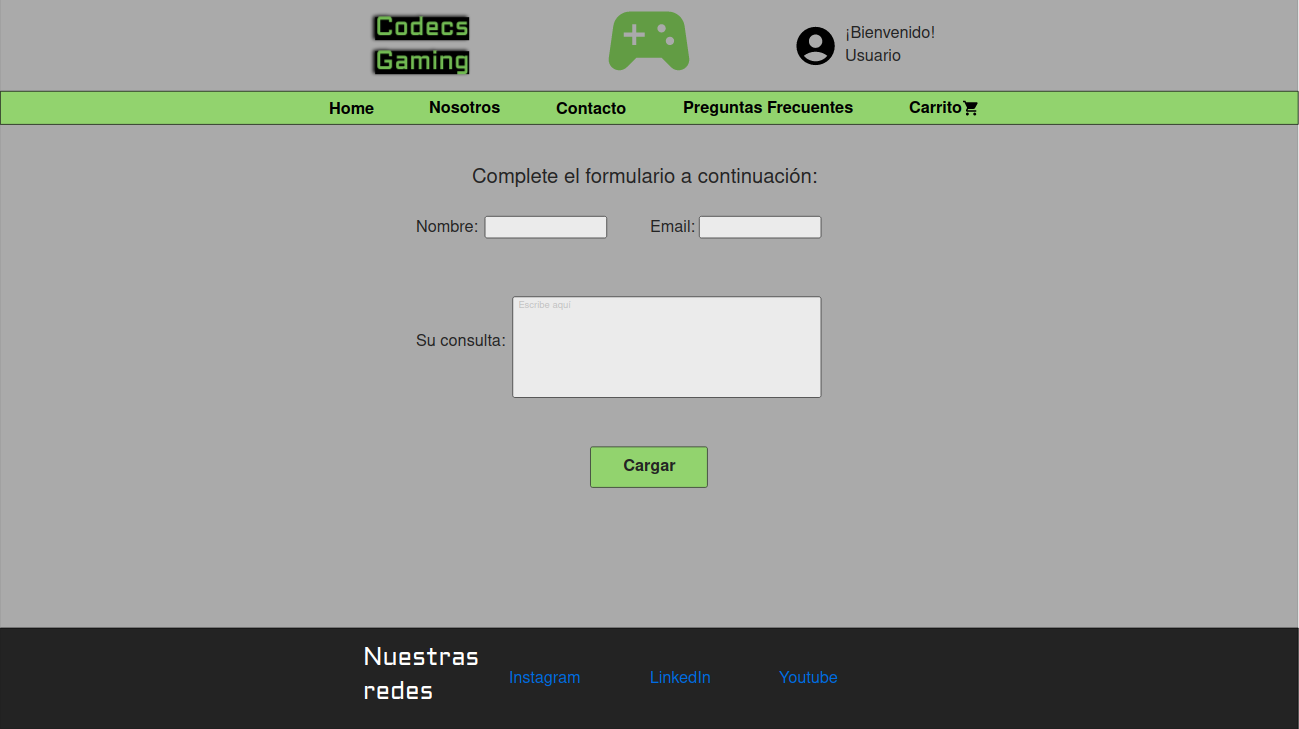 Codecs
Gaming
¡Bienvenido!
Usuario
Home Nosotros Contacto Preguntas Frecuentes Carrito
Complete el formulario a continuación:
Nombre: Email:
Escribe aquí
Su consulta:
Cargar
Nuestras
redes
Instagram LinkedIn Youtube